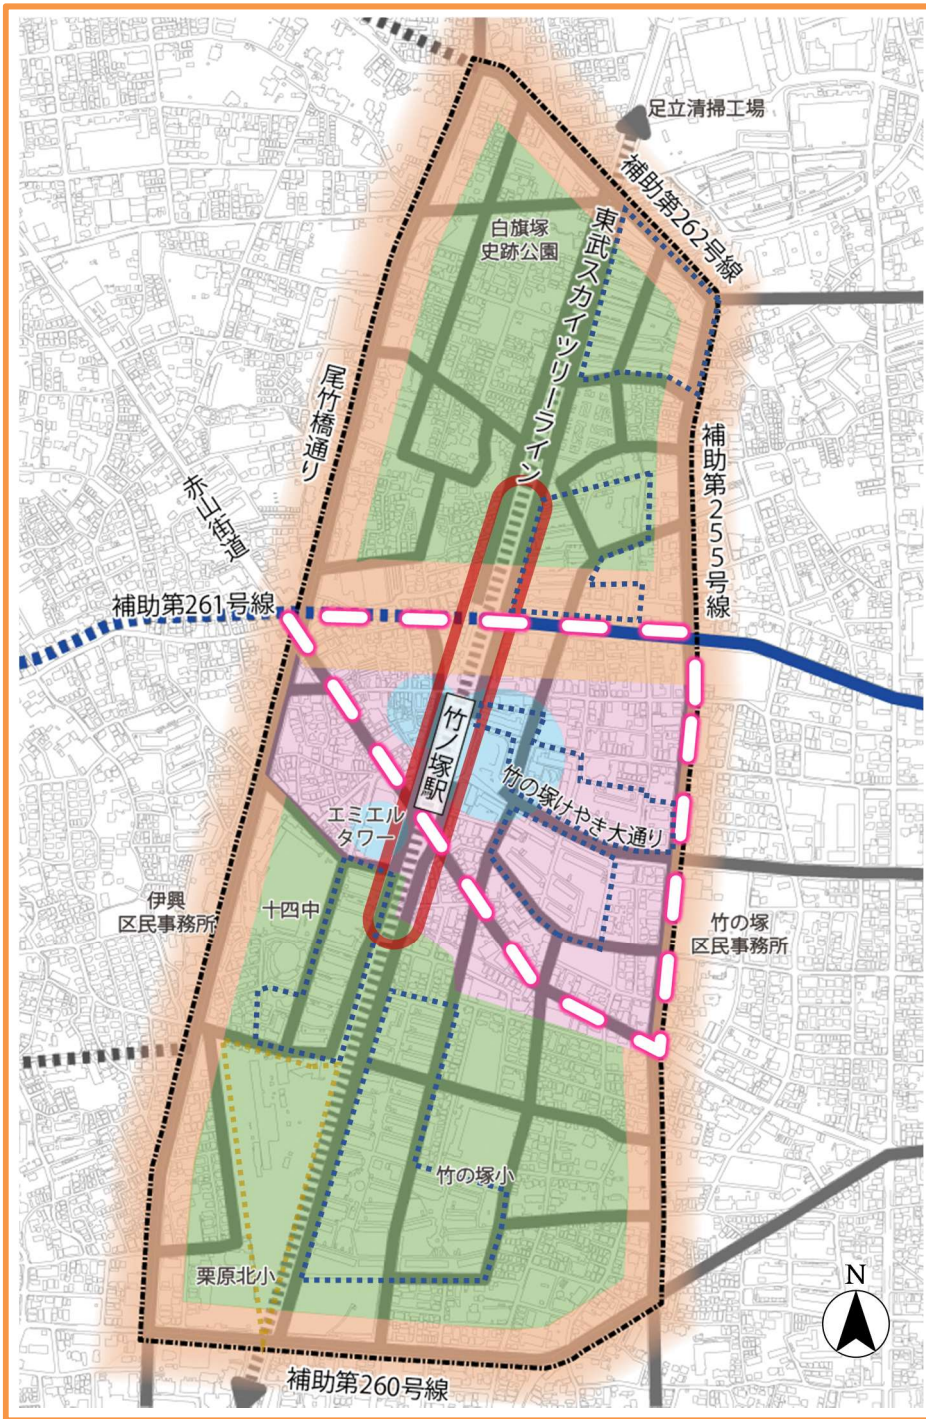 足立清掃工場
補助第262号線
白旗塚
史跡公園
東武スカイツリーライン
尾竹橋通り
補助第255号線
赤山街道
補助第261号線
竹ノ塚駅
竹の塚けやき大通り
エミエル
タワー
伊興
区民事務所
十四中
竹の塚
区民事務所
竹の塚小
栗原北小
N
補助第260号線